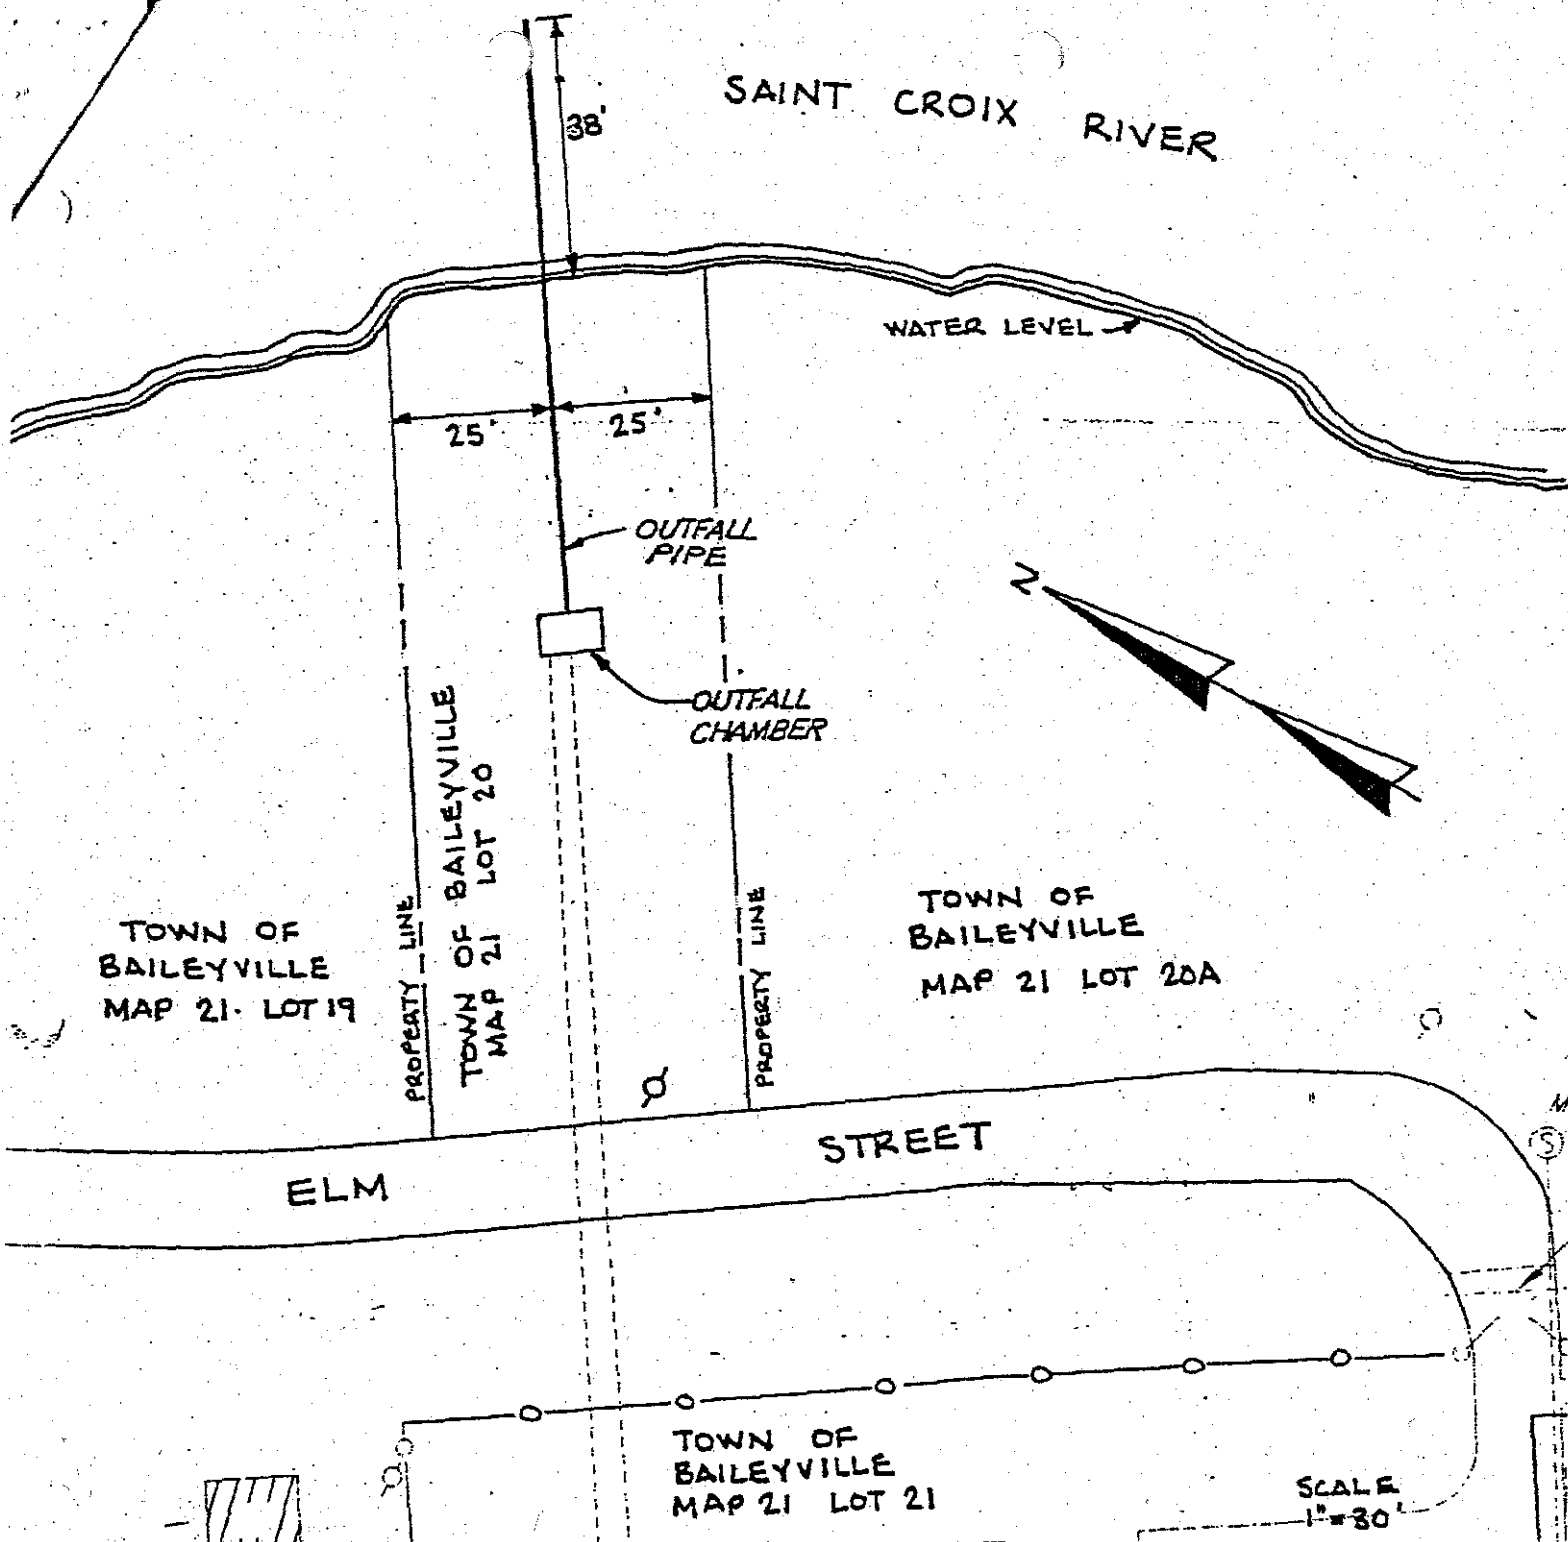 SAINT CROIX RIVER
38'
WATER LEVEL
25' 25'
OUTFALL
PIPE
N
OUTFALL
CHAMBER
TOWN OF BAILEYVILLE
MAP 21 LOT 20
PROPERTY LINE
PROPERTY LINE
TOWN OF
BAILEYVILLE
MAP 21. LOT 19
TOWN OF
BAILEYVILLE
MAP 21 LOT 20A
M
S
ELM STREET
TOWN OF
BAILEYVILLE
MAP 21 LOT 21
SCALE
1"=30'